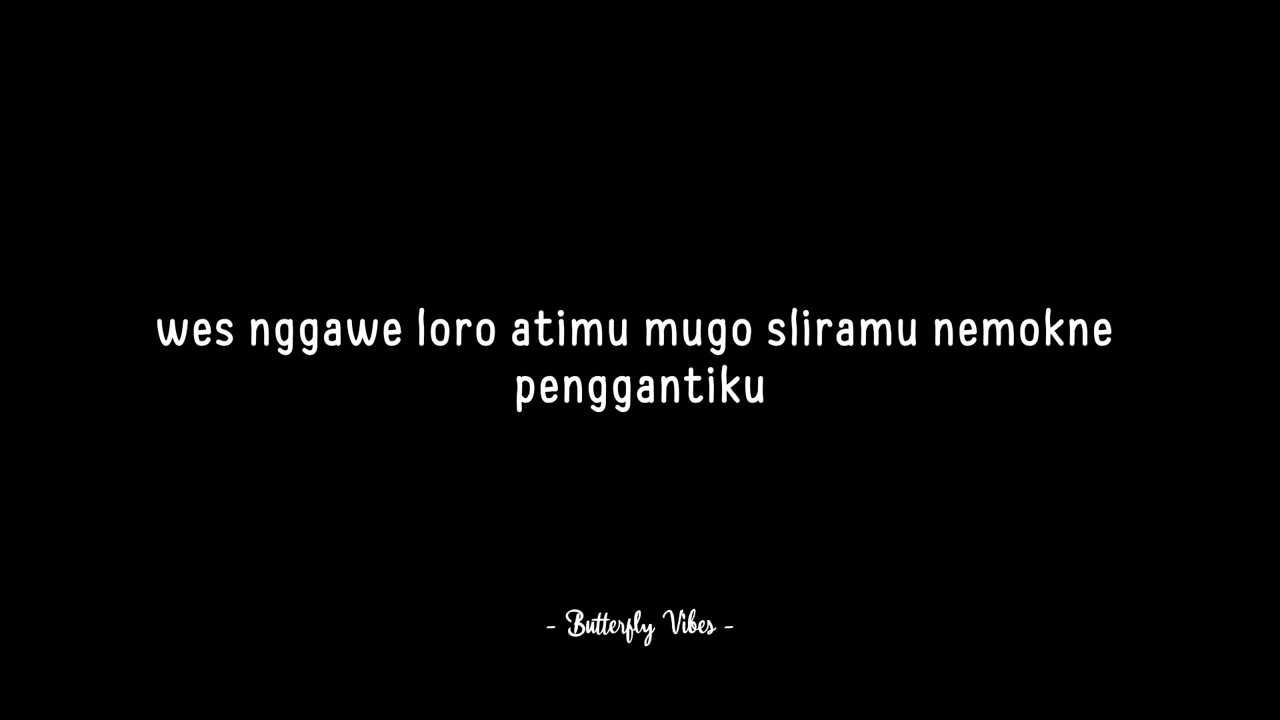 wes nggawe loro atimu mugo sliramu nemokne
penggantiku
- Butterfly Vibes -